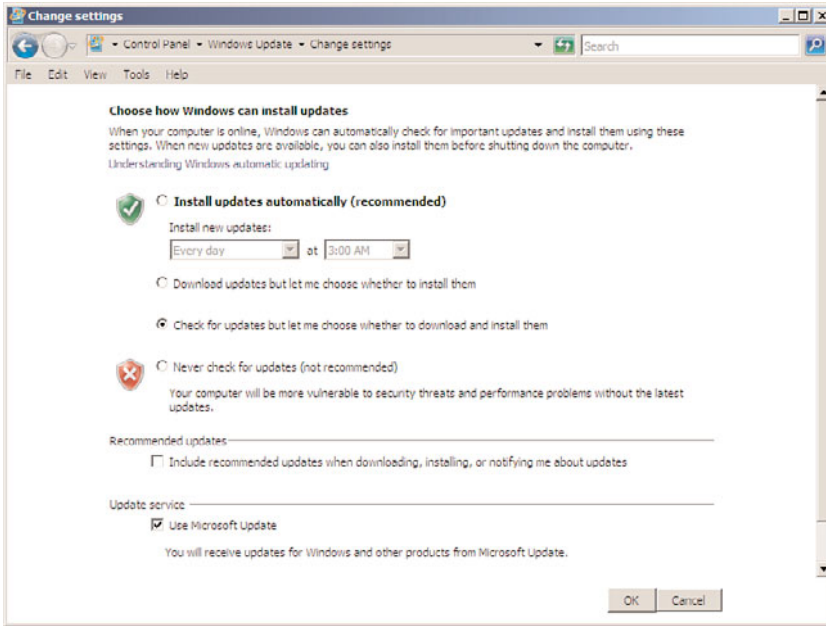 Change settings
Control Panel Windows Update Change settings Search
File Edit View Tools Help
Choose how Windows can install updates
When your computer is online, Windows can automatically check for important updates and install them using these
settings. When new updates are available, you can also install them before shutting down the computer.
Understanding Windows automatic updating
Install updates automatically (recommended)
Install new updates:
Every day at 3:00 AM
Download updates but let me choose whether to install them
Check for updates but let me choose whether to download and install them
Never check for updates (not recommended)
Your computer will be more vulnerable to security threats and performance problems without the latest
updates.
Recommended updates
Include recommended updates when downloading, installing, or notifying me about updates
Update service
Use Microsoft Update
You will receive updates for Windows and other products from Microsoft Update.
OK Cancel